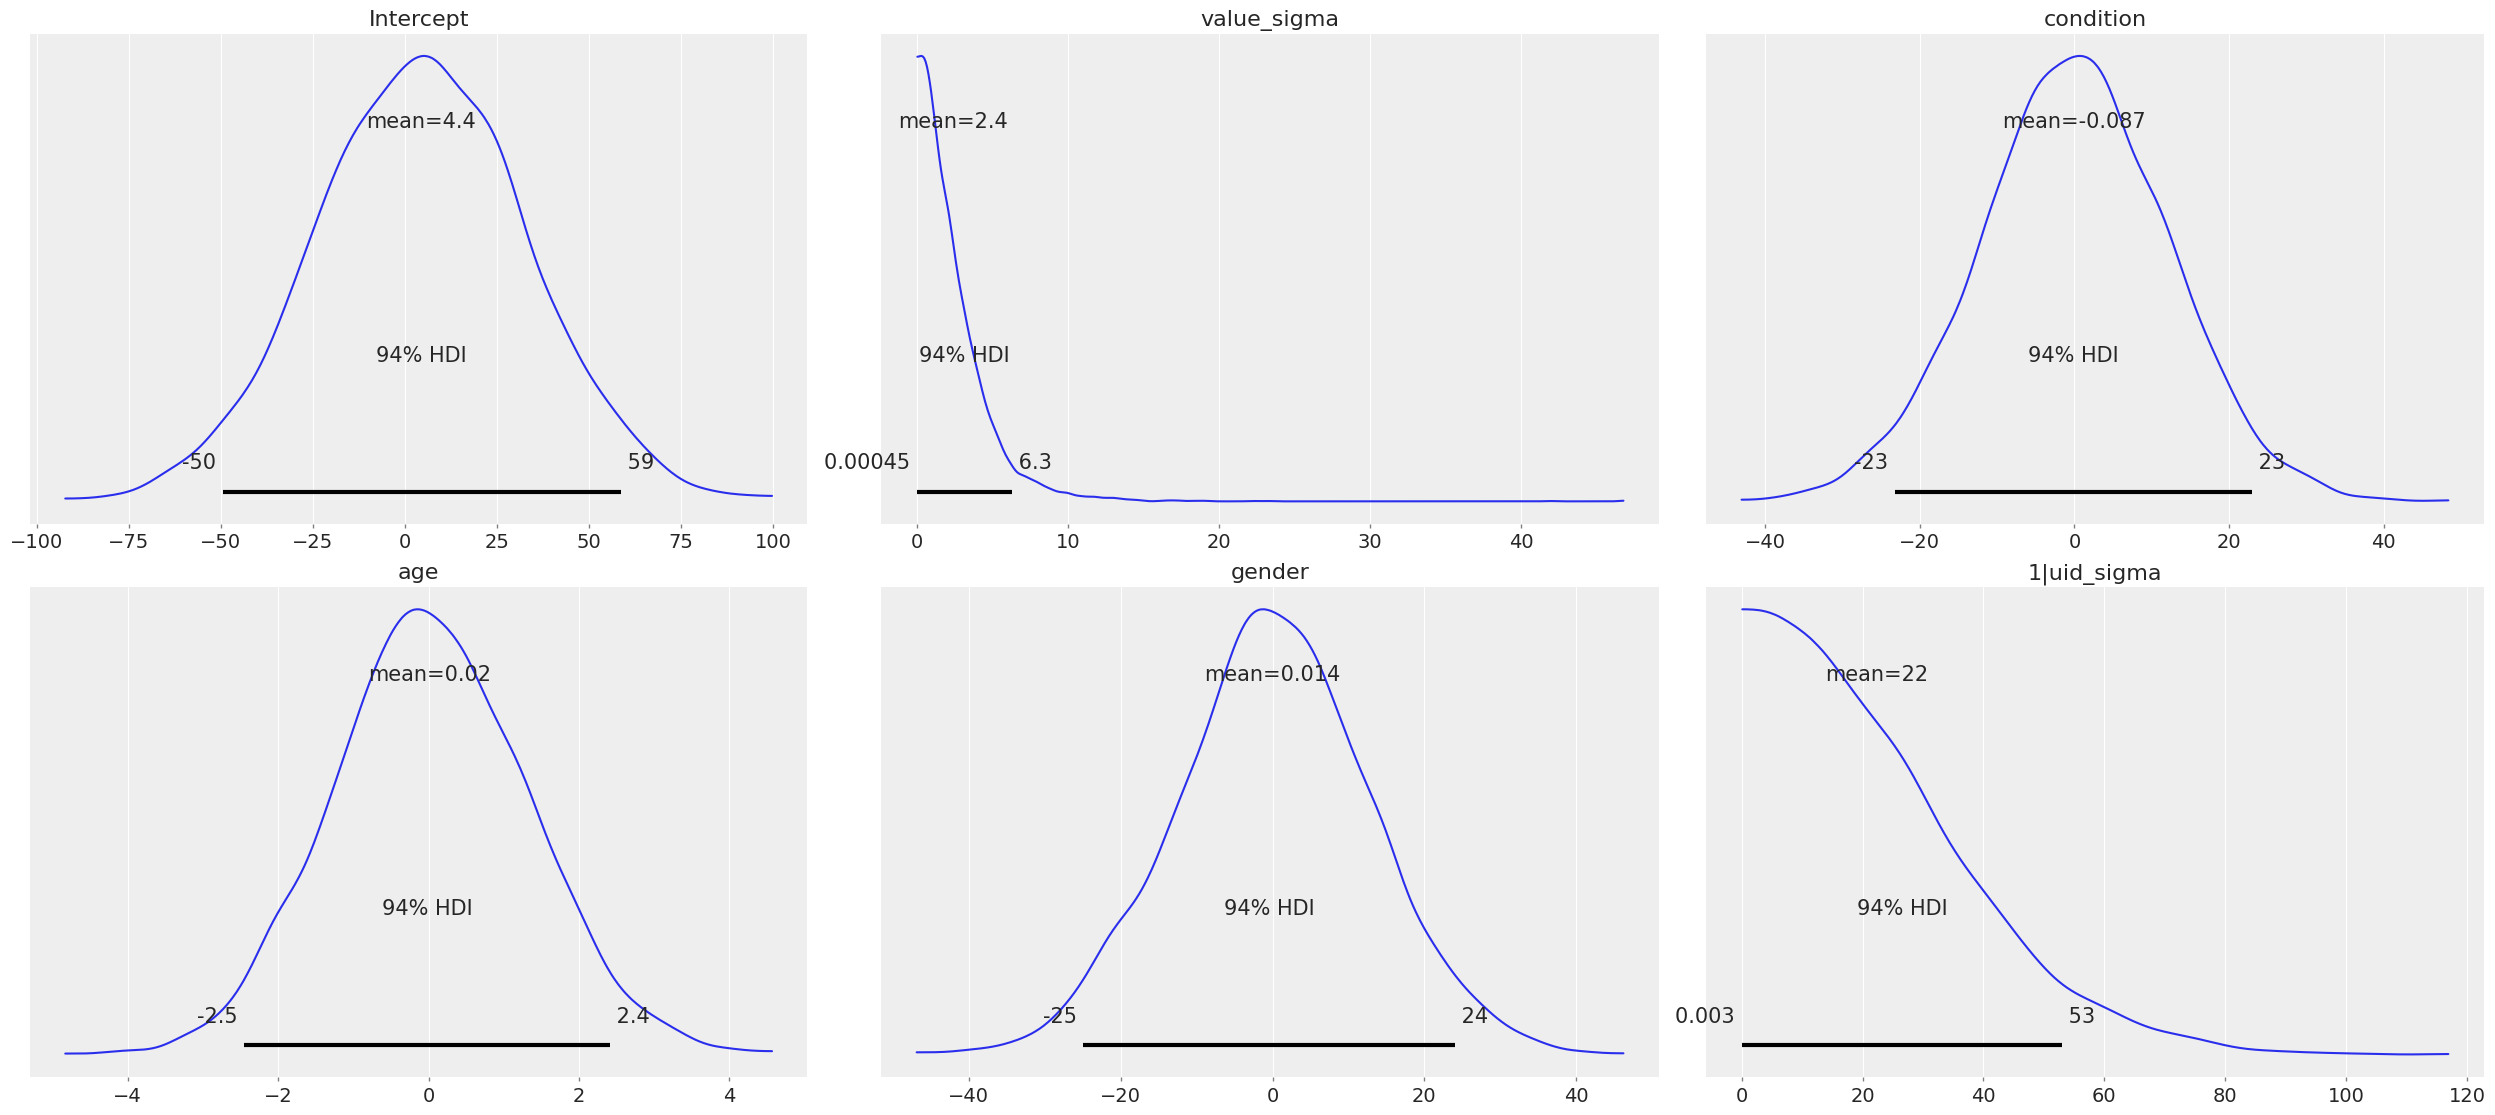 Intercept
mean=4.4
94% HDI
-50 59
−100 −75 −50 −25 0 25 50 75 100
value_sigma
mean=2.4
94% HDI
0.00045 6.3
0 10 20 30 40
condition
mean=-0.087
94% HDI
-23 23
−40 −20 0 20 40
age
mean=0.02
94% HDI
-2.5 2.4
−4 −2 0 2 4
gender
mean=0.014
94% HDI
-25 24
−40 −20 0 20 40
1|uid_sigma
mean=22
94% HDI
0.003 53
0 20 40 60 80 100 120